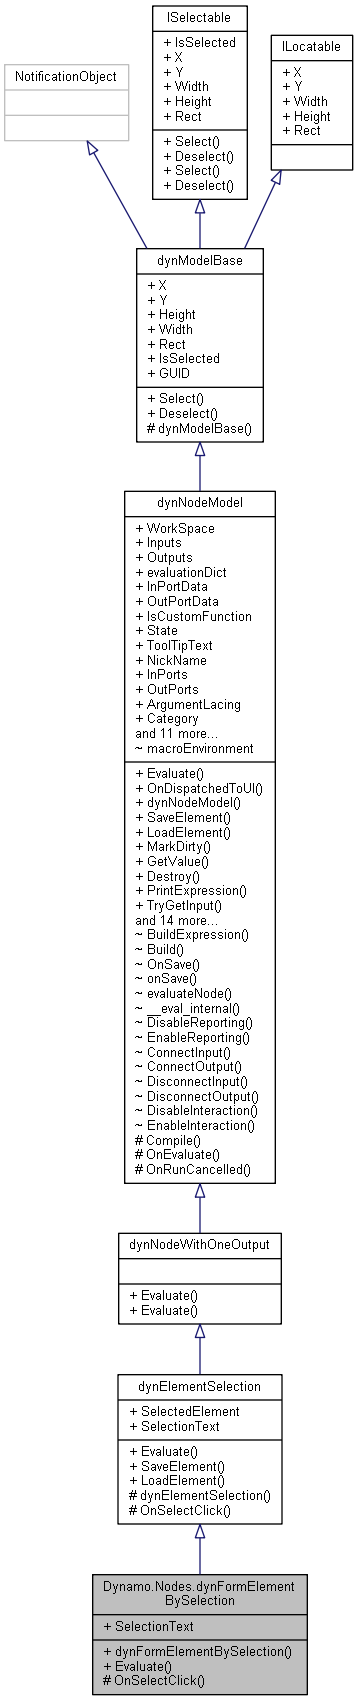 ISelectable
+ IsSelected
+ X
+ Y
+ Width
+ Height
+ Rect
+ Select()
+ Deselect()
+ Select()
+ Deselect()
ILocatable
+ X
+ Y
+ Width
+ Height
+ Rect
NotificationObject
dynModelBase
+ X
+ Y
+ Height
+ Width
+ Rect
+ IsSelected
+ GUID
+ Select()
+ Deselect()
# dynModelBase()
dynNodeModel
+ WorkSpace
+ Inputs
+ Outputs
+ evaluationDict
+ InPortData
+ OutPortData
+ IsCustomFunction
+ State
+ ToolTipText
+ NickName
+ InPorts
+ OutPorts
+ ArgumentLacing
+ Category
and 11 more...
~ macroEnvironment
+ Evaluate()
+ OnDispatchedToUI()
+ dynNodeModel()
+ SaveElement()
+ LoadElement()
+ MarkDirty()
+ GetValue()
+ Destroy()
+ PrintExpression()
+ TryGetInput()
and 14 more...
~ BuildExpression()
~ Build()
~ OnSave()
~ onSave()
~ evaluateNode()
~ __eval_internal()
~ DisableReporting()
~ EnableReporting()
~ ConnectInput()
~ ConnectOutput()
~ DisconnectInput()
~ DisconnectOutput()
~ DisableInteraction()
~ EnableInteraction()
# Compile()
# OnEvaluate()
# OnRunCancelled()
dynNodeWithOneOutput
+ Evaluate()
+ Evaluate()
dynElementSelection
+ SelectedElement
+ SelectionText
+ Evaluate()
+ SaveElement()
+ LoadElement()
# dynElementSelection()
# OnSelectClick()
Dynamo.Nodes.dynFormElement
BySelection
+ SelectionText
+ dynFormElementBySelection()
+ Evaluate()
# OnSelectClick()